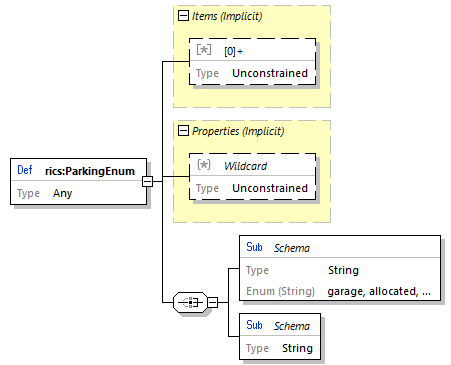 Items (Implicit)
[*] [0]+
Type Unconstrained
Properties (Implicit)
{*} Wildcard
Type Unconstrained
Def rics:ParkingEnum
Type Any
Sub Schema
Type String
Enum (String) garage, allocated, ...
Sub Schema
Type String